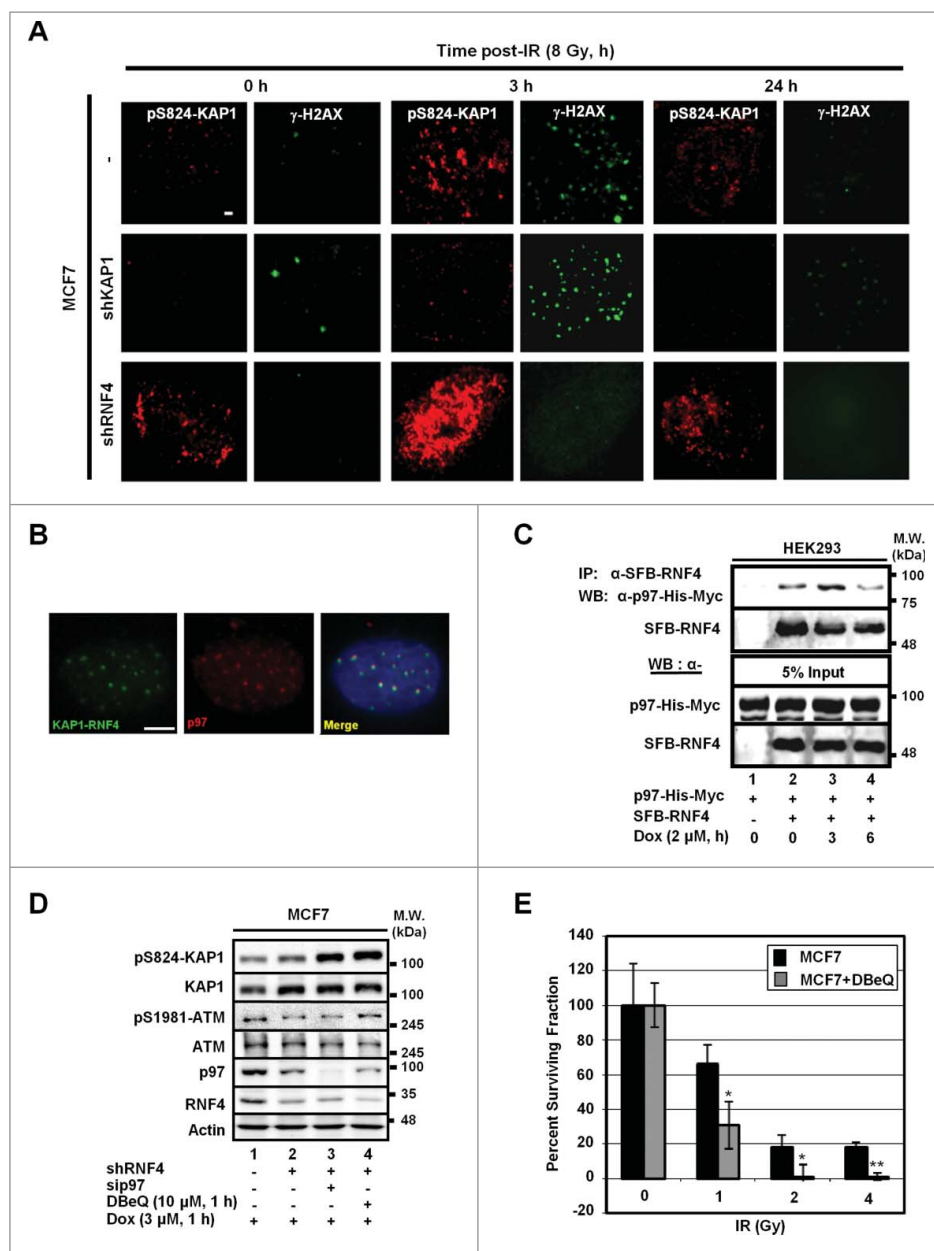 A
Time post-IR (8 Gy, h)
0 h 3 h 24 h
pS824-KAP1 γ-H2AX pS824-KAP1 γ-H2AX pS824-KAP1 γ-H2AX
MCF7
-
shKAP1
shRNF4
B
KAP1-RNF4 p97 Merge
C
HEK293
M.W.
(kDa)
IP: α-SFB-RNF4
WB: α-p97-His-Myc
100
75
SFB-RNF4
48
WB : α-
5% Input
p97-His-Myc
100
SFB-RNF4
48
1 2 3 4
p97-His-Myc + + + +
SFB-RNF4 - + + +
Dox (2 µM, h) 0 0 3 6
D
MCF7
M.W.
(kDa)
pS824-KAP1
100
KAP1
100
pS1981-ATM
245
ATM
245
p97
100
RNF4
35
Actin
48
1 2 3 4
shRNF4 - + + +
sip97 - - + -
DBeQ (10 µM, 1 h) - - - +
Dox (3 µM, 1 h) + + + +
E
Percent Surviving Fraction
140
120
100
80
60
40
20
0
-20
MCF7
MCF7+DBeQ
* * **
0 1 2 4
IR (Gy)